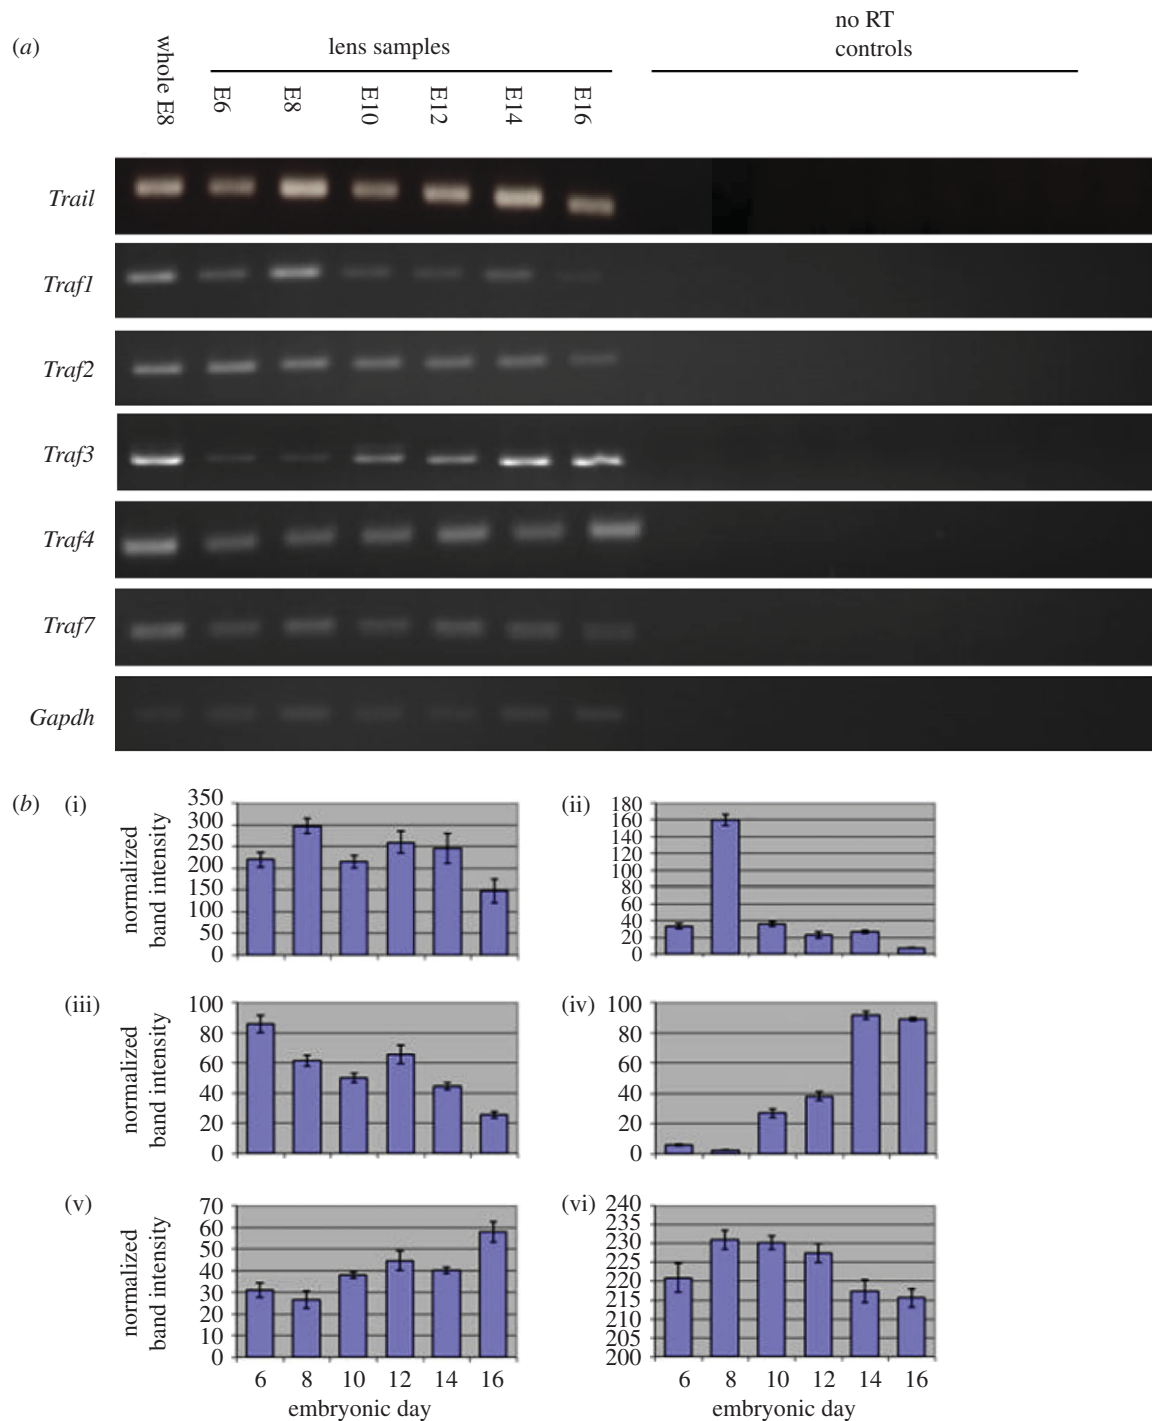 (a)
whole E8
lens samples
no RT
controls
E6
E8
E10
E12
E14
E16
Trail
Traf1
Traf2
Traf3
Traf4
Traf7
Gapdh
(b)
(i)
normalized
band intensity
350
300
250
200
150
100
50
0
(ii)
180
160
140
120
100
80
60
40
20
0
(iii)
normalized
band intensity
100
80
60
40
20
0
(iv)
100
80
60
40
20
0
(v)
normalized
band intensity
70
60
50
40
30
20
10
0
6 8 10 12 14 16
embryonic day
(vi)
240
235
230
225
220
215
210
205
200
6 8 10 12 14 16
embryonic day